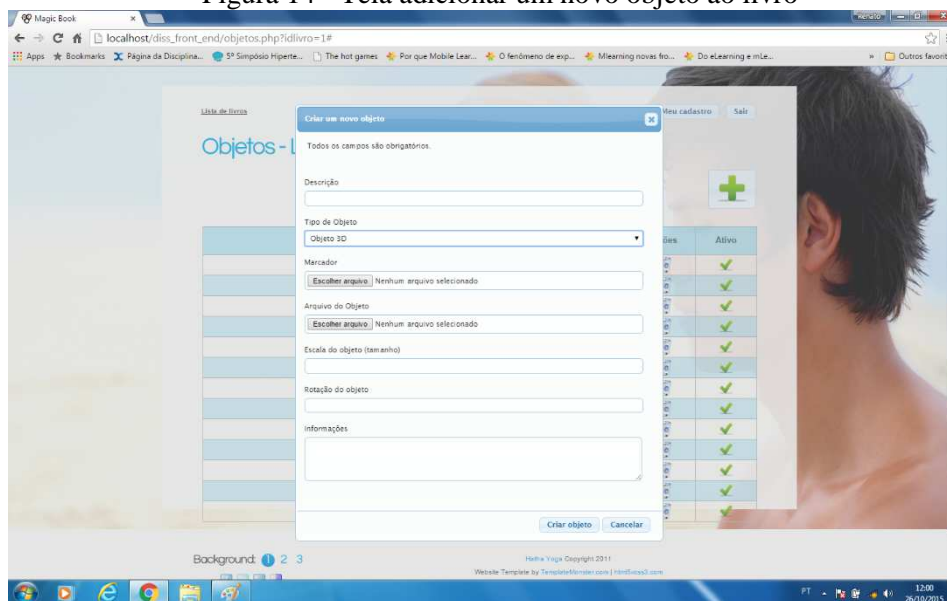 Figura 14 - Tela adicionar um novo objeto ao livro
Magic Book
Renato
localhost/diss_front_end/objetos.php?idlivro=1#
Apps Bookmarks Página da Disciplina... 5º Simpósio Hiperte... The hot games Por que Mobile Lear... O fenômeno de exp... Mlearning novas fro... Do eLearning e mLe... » Outros favorit
Lista de livros
Meu cadastro Sair
Objetos - L
Criar um novo objeto
Todos os campos são obrigatórios.
Descrição
Tipo de Objeto
Objeto 3D
Marcador
Escolher arquivo Nenhum arquivo selecionado
Arquivo do Objeto
Escolher arquivo Nenhum arquivo selecionado
Escala do objeto (tamanho)
Rotação do objeto
Informações
Criar objeto Cancelar
ões Ativo
Background: 1 2 3
Hatha Yoga Copyright 2011
Website Template by TemplateMonster.com | html5xcss3.com
PT 12:00
26/10/2015